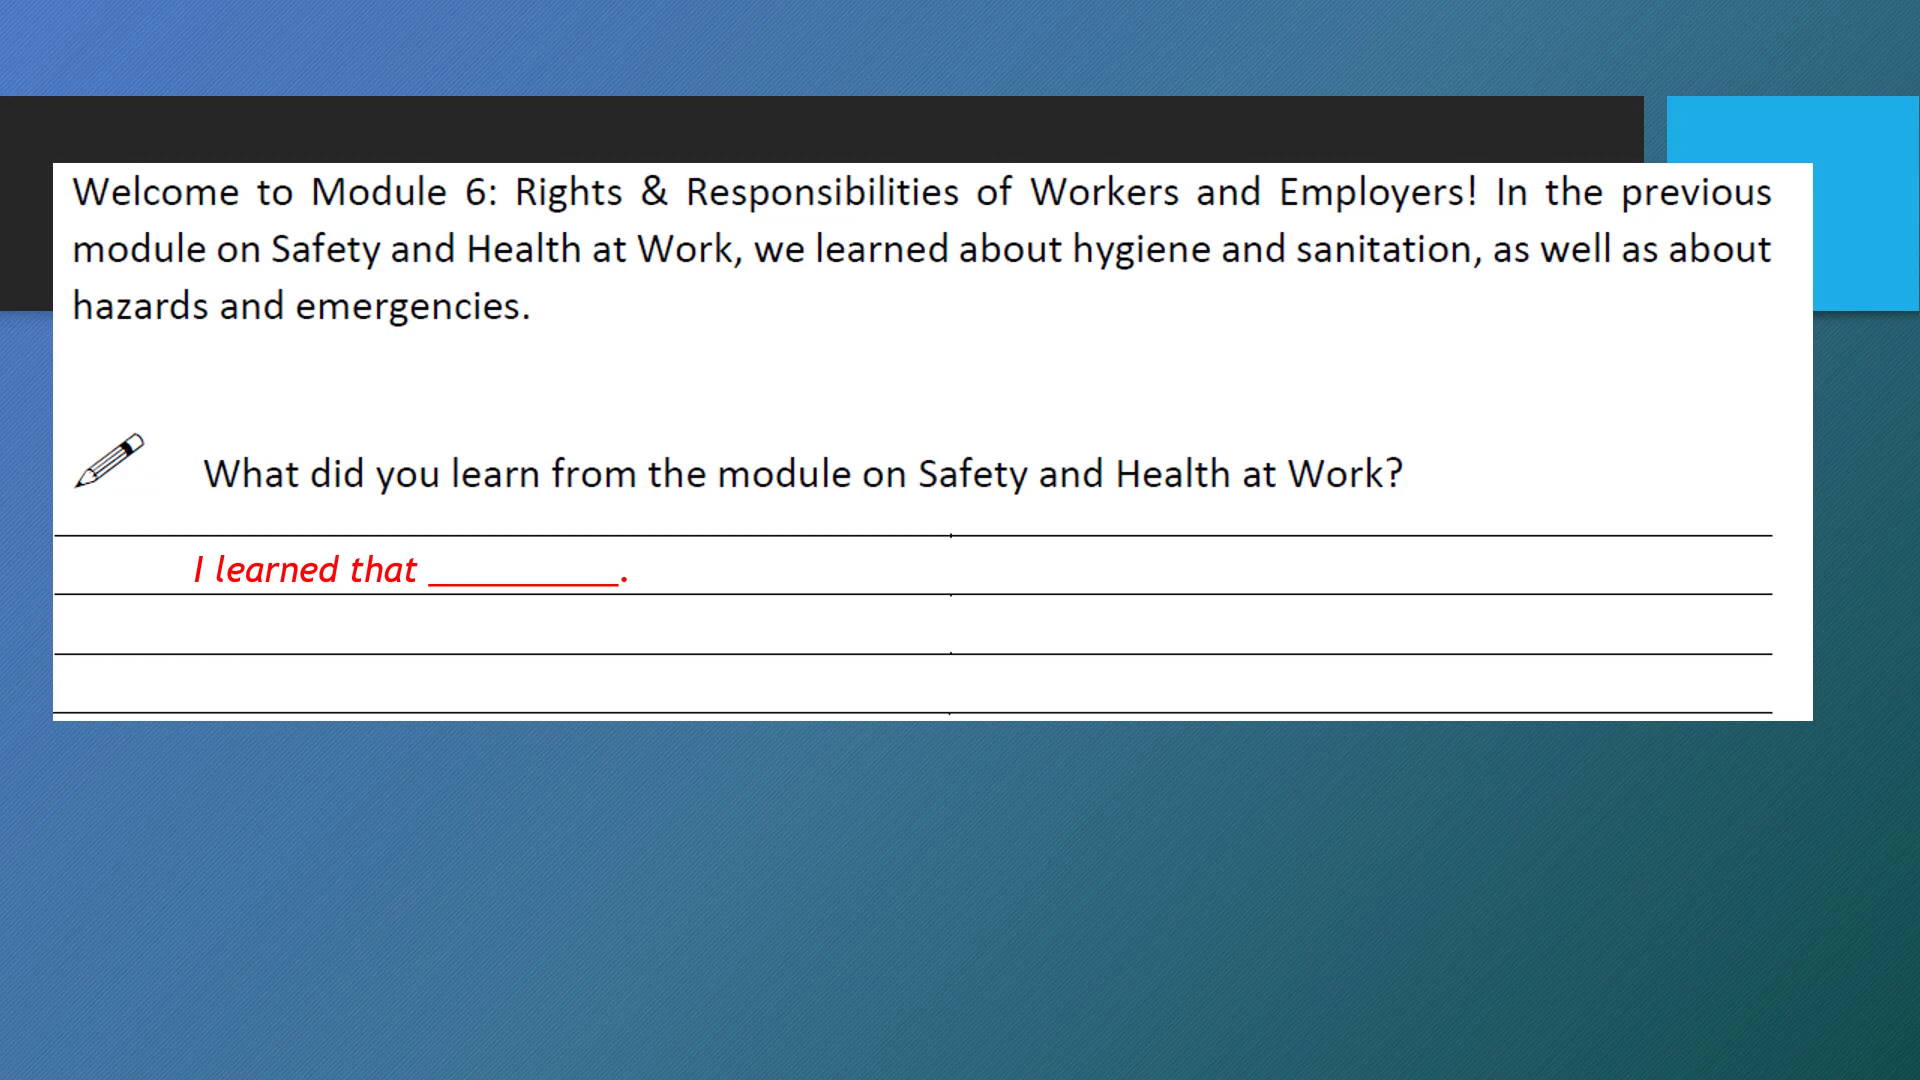 Welcome to Module 6: Rights & Responsibilities of Workers and Employers! In the previous
module on Safety and Health at Work, we learned about hygiene and sanitation, as well as about
hazards and emergencies.
What did you learn from the module on Safety and Health at Work?
I learned that __________.